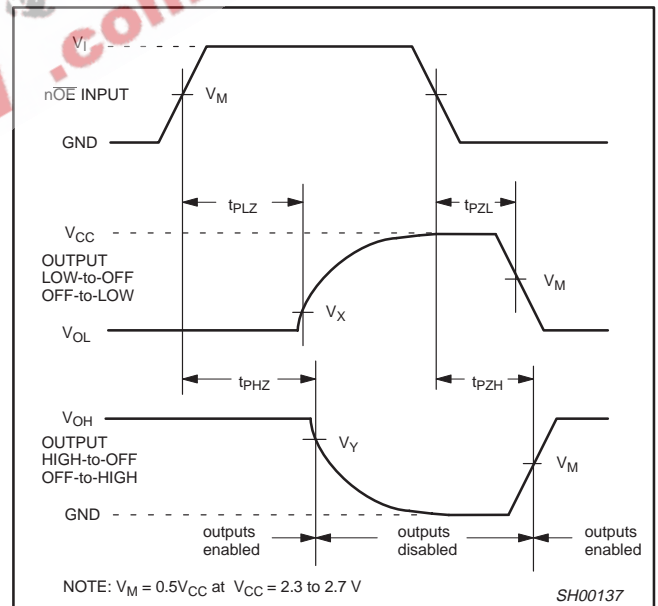 .com
V_I
nOE INPUT
V_M
GND
t_PLZ
t_PZL
V_CC
OUTPUT
LOW-to-OFF
OFF-to-LOW
V_M
V_X
V_OL
t_PHZ
t_PZH
V_OH
OUTPUT
HIGH-to-OFF
OFF-to-HIGH
V_Y
V_M
GND
outputs
enabled
outputs
disabled
outputs
enabled
NOTE: V_M = 0.5V_CC at V_CC = 2.3 to 2.7 V
SH00137